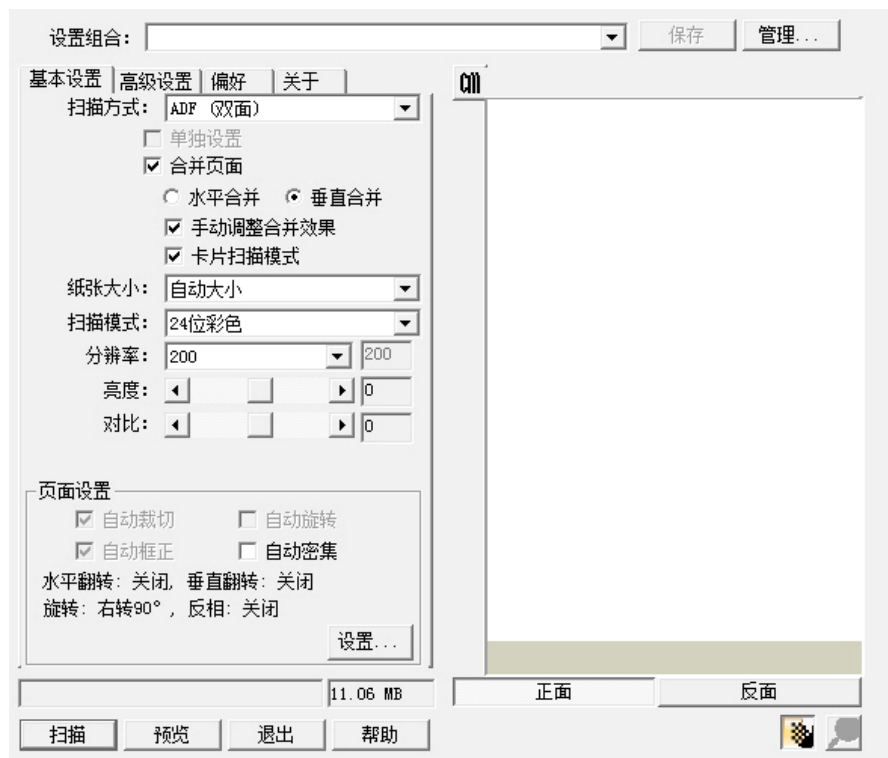 设置组合:
保存
管理...
基本设置 高级设置 偏好 关于
cm
扫描方式: ADF (双面)
单独设置
合并页面
水平合并 垂直合并
手动调整合并效果
卡片扫描模式
纸张大小: 自动大小
扫描模式: 24位彩色
分辨率: 200 200
亮度: 0
对比: 0
页面设置
自动裁切 自动旋转
自动框正 自动密集
水平翻转: 关闭, 垂直翻转: 关闭
旋转: 右转90°, 反相: 关闭
设置...
11.06 MB
正面 反面
扫描 预览 退出 帮助